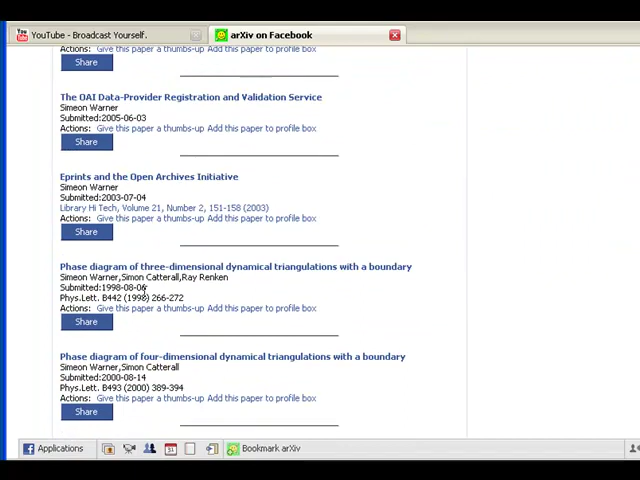 YouTube - Broadcast Yourself.
arXiv on Facebook
Actions: Give this paper a thumbs-up Add this paper to profile box
Share
The OAI Data-Provider Registration and Validation Service
Simeon Warner
Submitted:2005-06-03
Actions: Give this paper a thumbs-up Add this paper to profile box
Share
Eprints and the Open Archives Initiative
Simeon Warner
Submitted:2003-07-04
Library Hi Tech, Volume 21, Number 2, 151-158 (2003)
Actions: Give this paper a thumbs-up Add this paper to profile box
Share
Phase diagram of three-dimensional dynamical triangulations with a boundary
Simeon Warner,Simon Catterall,Ray Renken
Submitted:1998-08-06
Phys.Lett. B442 (1998) 266-272
Actions: Give this paper a thumbs-up Add this paper to profile box
Share
Phase diagram of four-dimensional dynamical triangulations with a boundary
Simeon Warner,Simon Catterall
Submitted:2000-08-14
Phys.Lett. B493 (2000) 389-394
Actions: Give this paper a thumbs-up Add this paper to profile box
Share
Applications
31
Bookmark arXiv